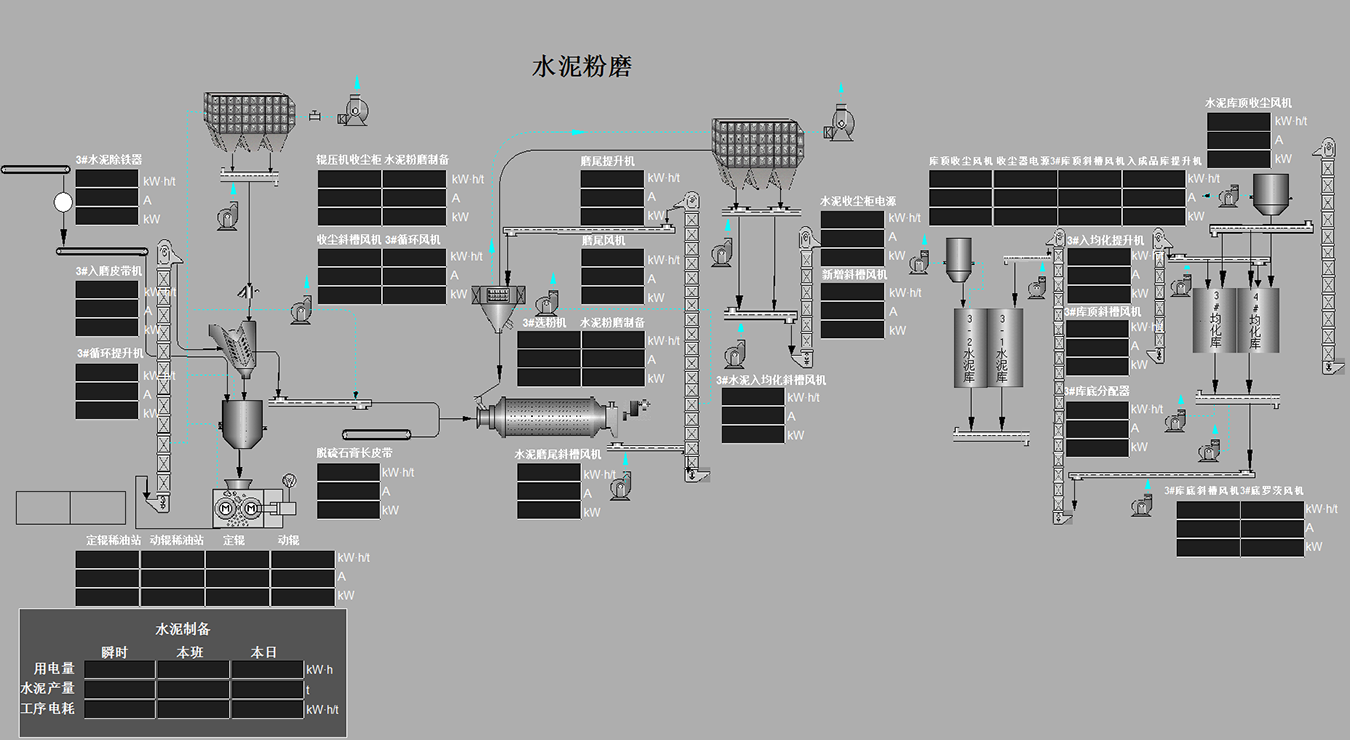 水泥粉磨
水泥库顶收尘风机
kW·h/t
A
kW
3#水泥除铁器
kW·h/t
A
kW
辊压机收尘柜 水泥粉磨制备
kW·h/t
A
kW
磨尾提升机
kW·h/t
A
kW
库顶收尘风机 收尘器电源 3#库顶斜槽风机 入成品库提升机
kW·h/t
A
kW
水泥收尘柜电源
kW·h/t
A
kW
收尘斜槽风机 3#循环风机
kW·h/t
A
kW
磨尾风机
kW·h/t
A
kW
3#入均化提升机
kW·h/t
A
kW
3#入磨皮带机
kW·h/t
A
kW
新增斜槽风机
kW·h/t
A
kW
3#库顶斜槽风机
kW·h/t
A
kW
3#均化库
4#均化库
3-2水泥库
3-1水泥库
3#选粉机 水泥粉磨制备
kW·h/t
A
kW
3#循环提升机
kW·h/t
A
kW
3#水泥入均化斜槽风机
kW·h/t
A
kW
3#库底分配器
kW·h/t
A
kW
脱硫石膏长皮带
kW·h/t
A
kW
水泥磨尾斜槽风机
kW·h/t
A
kW
M M
3#库底斜槽风机 3#底罗茨风机
kW·h/t
A
kW
定辊稀油站 动辊稀油站 定辊 动辊
kW·h/t
A
kW
水泥制备
瞬时 本班 本日
用电量 kW·h
水泥产量 t
工序电耗 kW·h/t